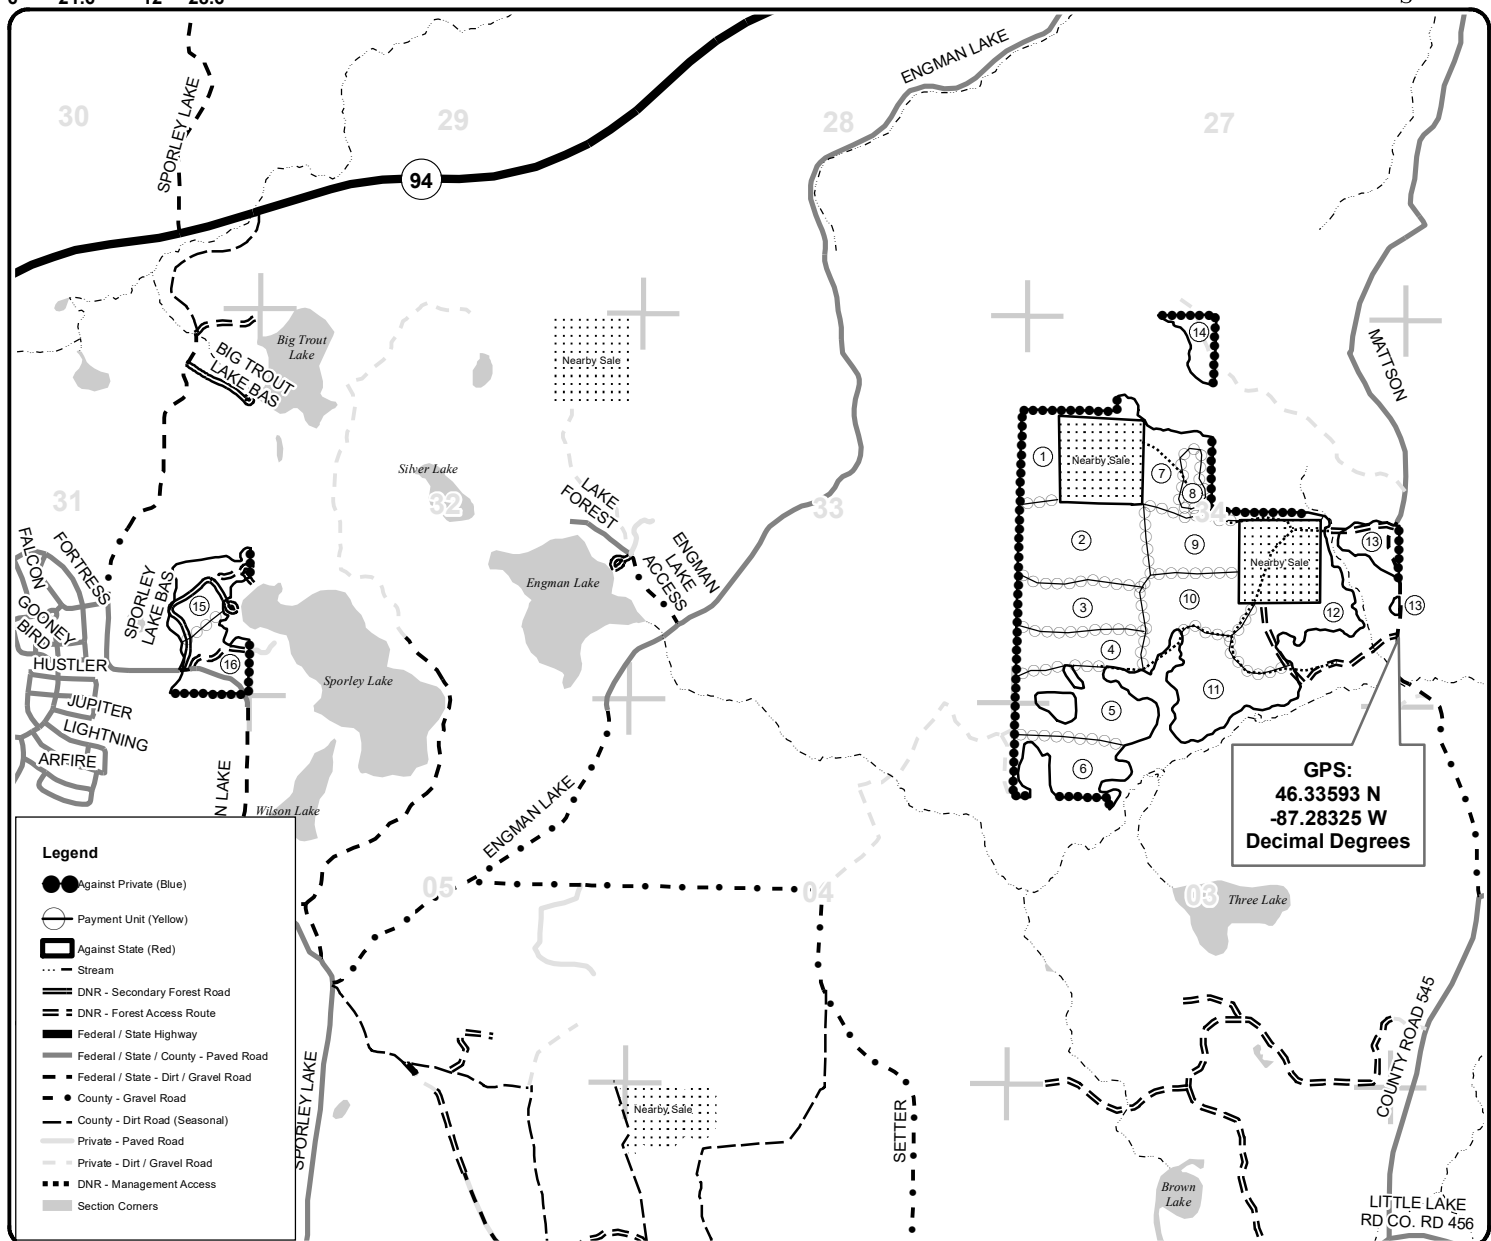 ENGMAN LAKE
30
29
28
27
SPORLEY LAKE
94
Big Trout
Lake
BIG TROUT
LAKE BAS
Nearby Sale
14
MATTSON
1
Nearby Sale
7
8
31
Silver Lake
32
LAKE
FOREST
33
34
2
9
Nearby Sale
13
FALCON
FORTRESS
SPORLEY
LAKE BAS
15
Engman Lake
ENGMAN
LAKE
ACCESS
ENGMAN
3
10
12
13
GOONEY
BIRD
4
HUSTLER
16
Sporley Lake
11
JUPITER
5
LIGHTNING
ARFIRE
6
GPS:
46.33593 N
-87.28325 W
Decimal Degrees
N LAKE
Wilson Lake
ENGMAN LAKE
05
04
03
Three Lake
Legend
Against Private (Blue)
Payment Unit (Yellow)
Against State (Red)
Stream
DNR - Secondary Forest Road
DNR - Forest Access Route
Federal / State Highway
Federal / State / County - Paved Road
Federal / State - Dirt / Gravel Road
County - Gravel Road
County - Dirt Road (Seasonal)
Private - Paved Road
Private - Dirt / Gravel Road
DNR - Management Access
Section Corners
SPORLEY LAKE
Nearby Sale
SETTER
COUNTY ROAD 545
Brown
Lake
LITTLE LAKE
RD CO. RD 456